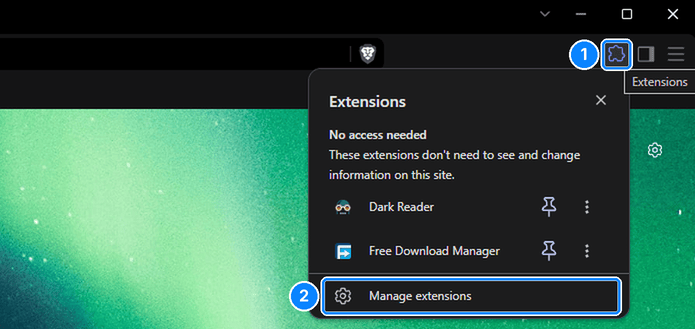 1
Extensions
Extensions
No access needed
These extensions don't need to see and change
information on this site.
Dark Reader
Free Download Manager
2
Manage extensions